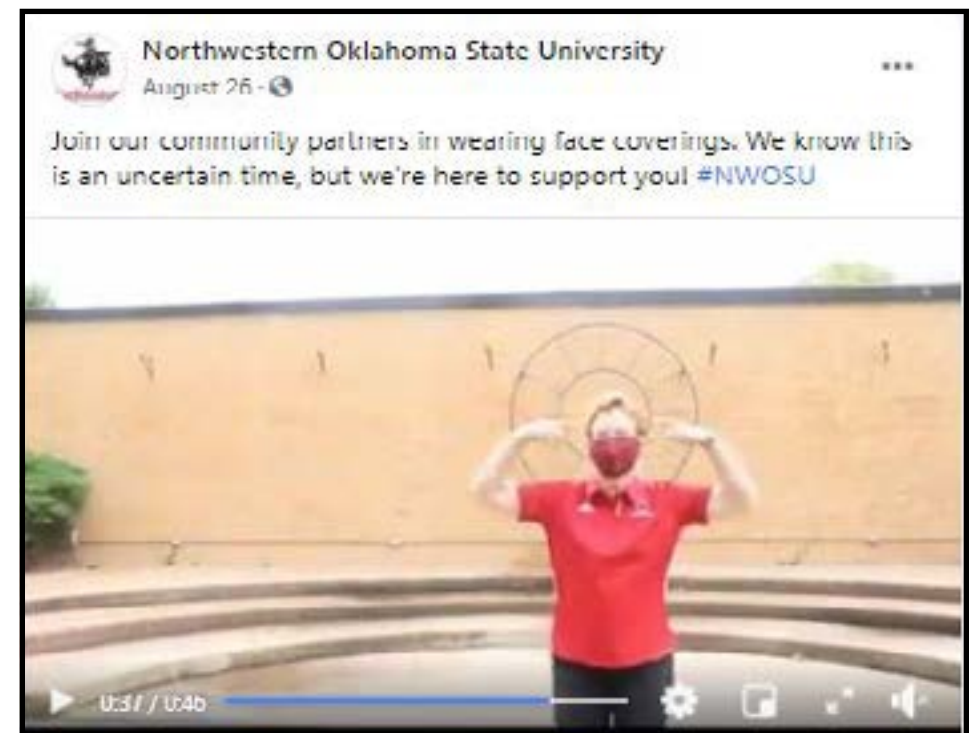 Northwestern Oklahoma State University
August 26 ·
Join our community partners in wearing face coverings. We know this
is an uncertain time, but we're here to support you! #NWOSU
0:37 / 0:46